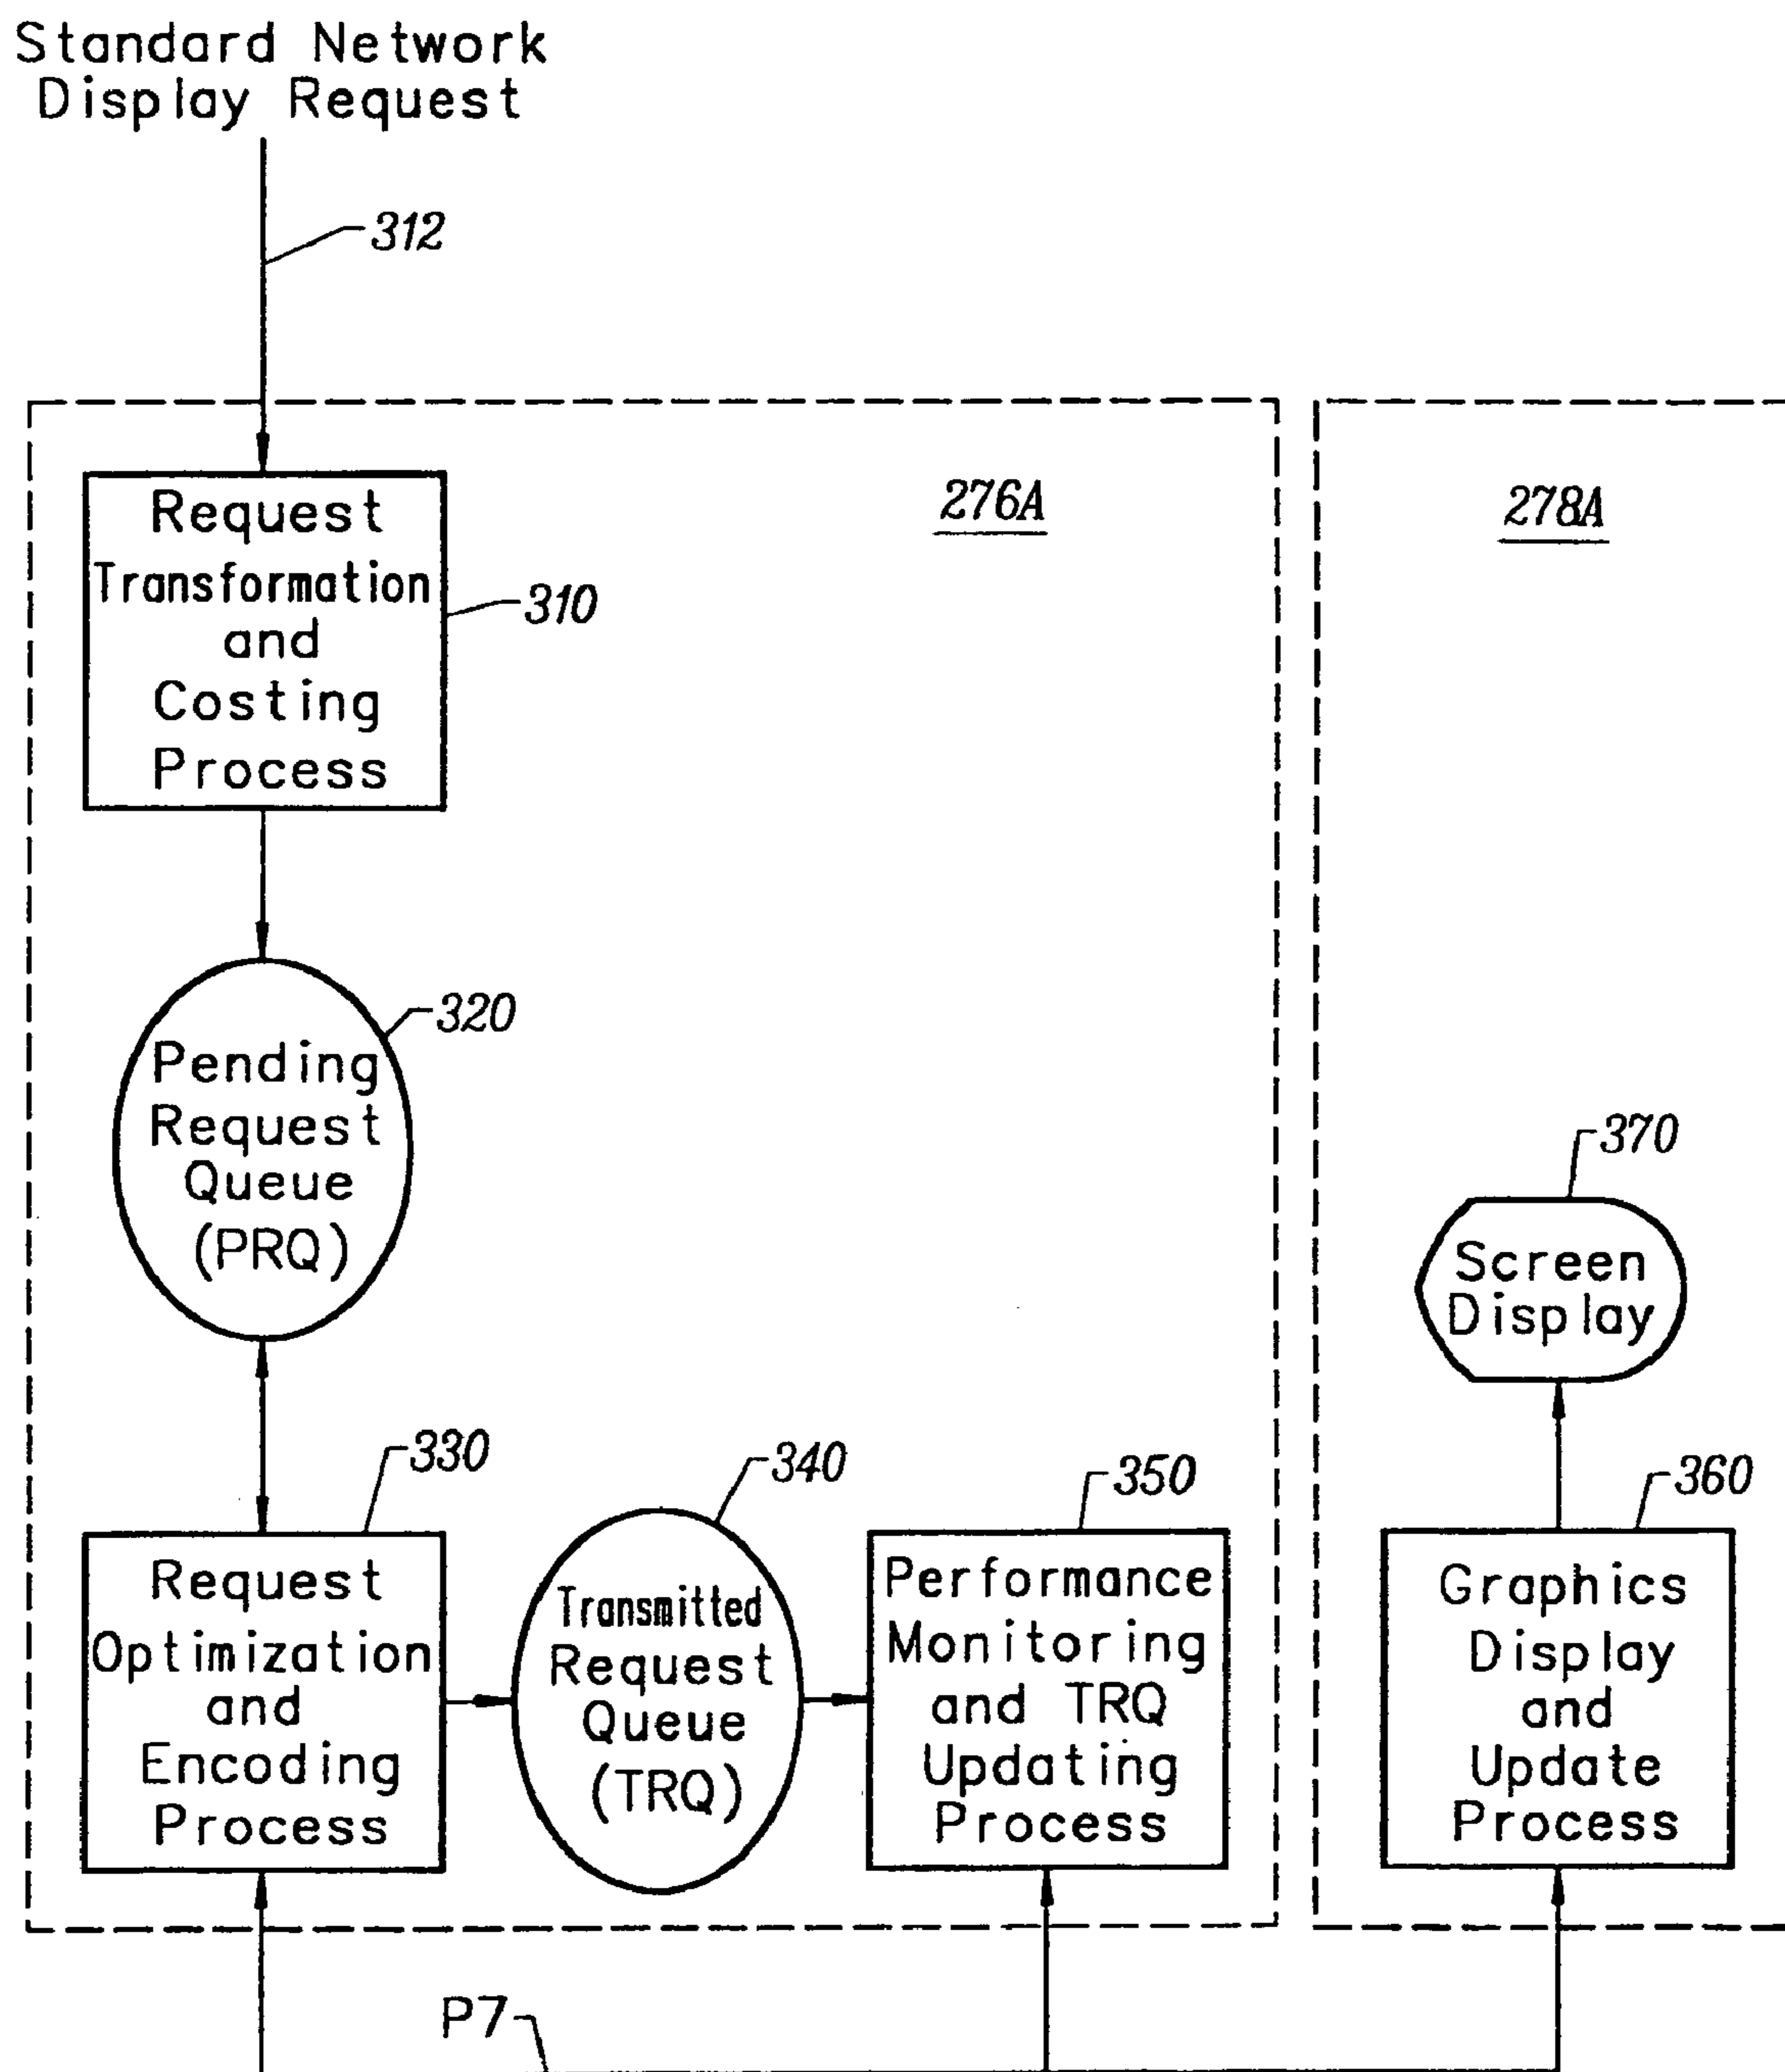 Standard Network
Display Request
312
276A
278A
Request
Transformation
and
Costing
Process
310
320
Pending
Request
Queue
(PRQ)
370
Screen
Display
330
340
350
360
Request
Optimization
and
Encoding
Process
Transmitted
Request
Queue
(TRQ)
Performance
Monitoring
and TRQ
Updating
Process
Graphics
Display
and
Update
Process
P7